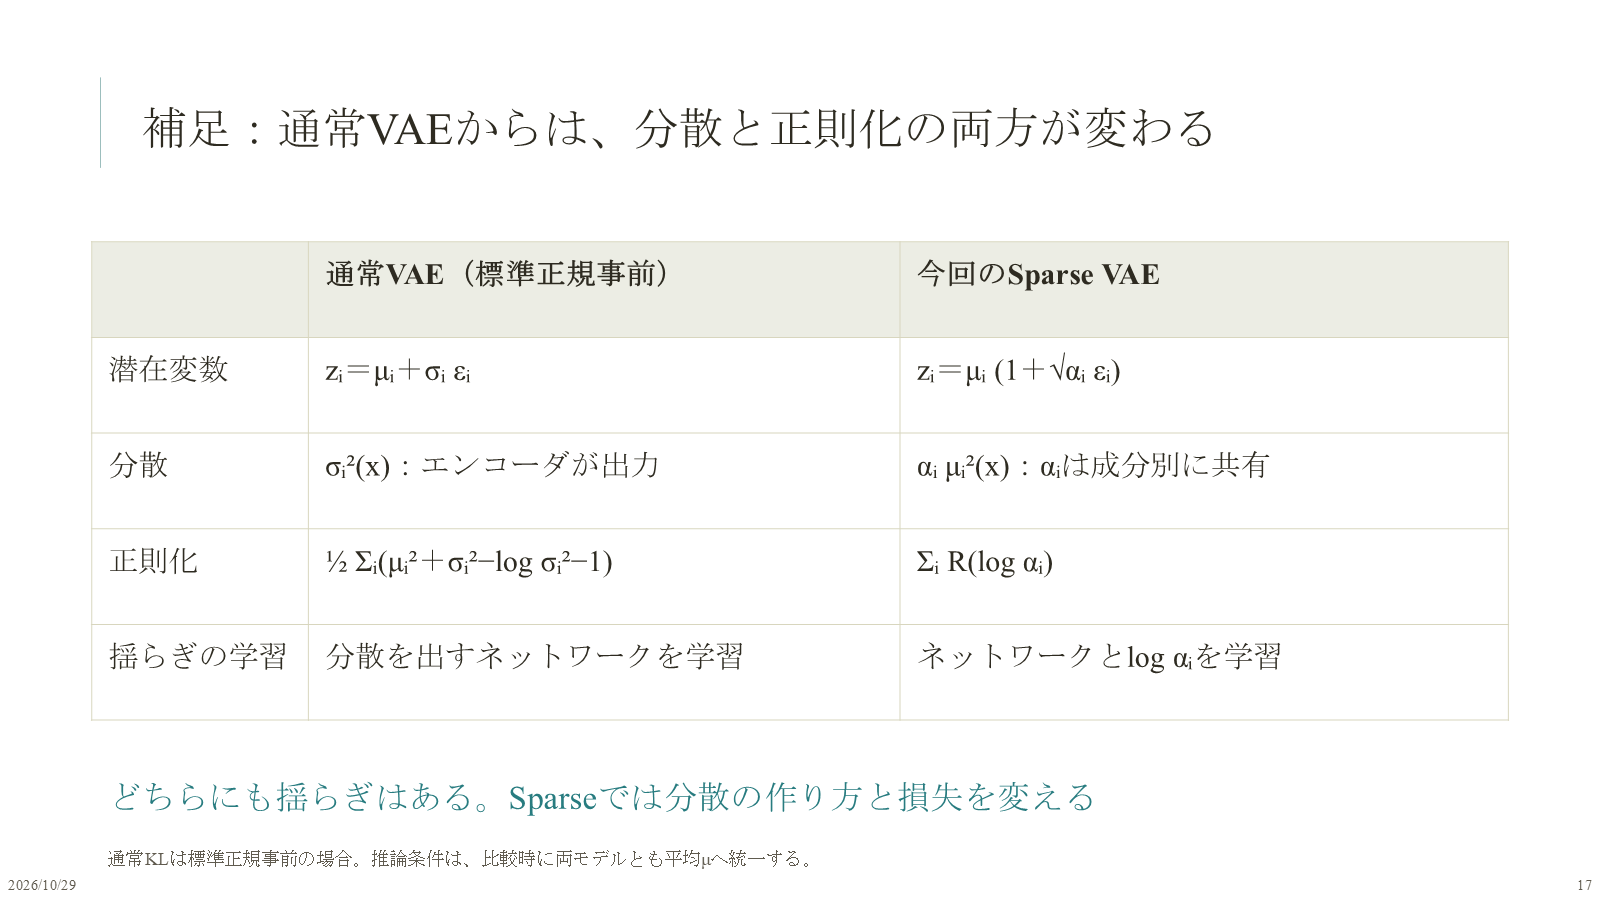 補足：通常VAEからは、分散と正則化の両方が変わる
通常VAE（標準正規事前）
今回のSparse VAE
潜在変数
zᵢ＝μᵢ＋σᵢ εᵢ
zᵢ＝μᵢ (1＋√αᵢ εᵢ)
分散
σᵢ²(x)：エンコーダが出力
αᵢ μᵢ²(x)：αᵢは成分別に共有
正則化
½ Σᵢ(μᵢ²＋σᵢ²−log σᵢ²−1)
Σᵢ R(log αᵢ)
揺らぎの学習
分散を出すネットワークを学習
ネットワークとlog αᵢを学習
どちらにも揺らぎはある。Sparseでは分散の作り方と損失を変える
通常KLは標準正規事前の場合。推論条件は、比較時に両モデルとも平均μへ統一する。
2026/10/29
17